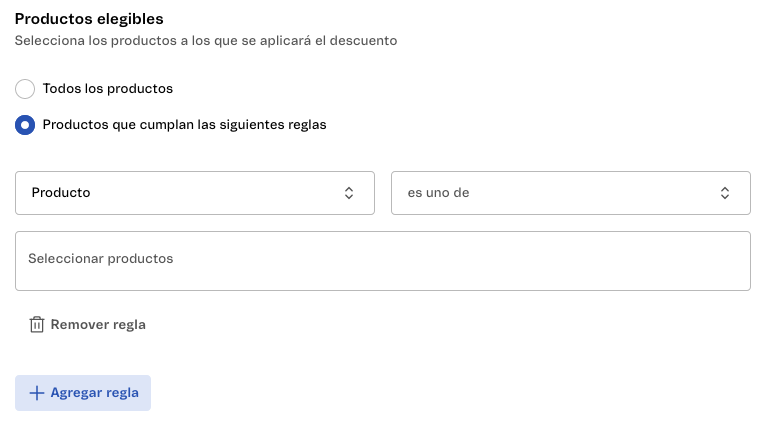 Productos elegibles
Selecciona los productos a los que se aplicará el descuento
Todos los productos
Productos que cumplan las siguientes reglas
Producto
es uno de
Seleccionar productos
Remover regla
Agregar regla